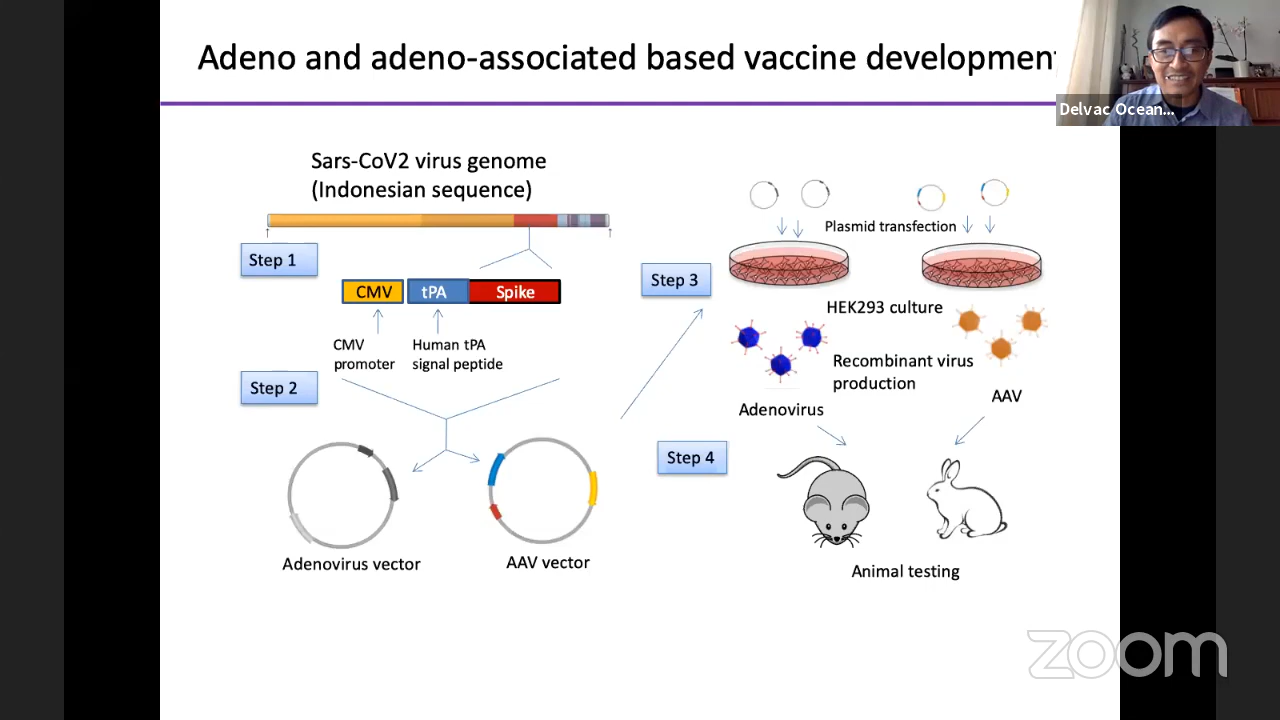 Adeno and adeno-associated based vaccine development
Delvac Ocean...
Sars-CoV2 virus genome
(Indonesian sequence)
Step 1
CMV
tPA
Spike
CMV
promoter
Human tPA
signal peptide
Step 2
Adenovirus vector
AAV vector
Plasmid transfection
Step 3
HEK293 culture
Recombinant virus
production
Adenovirus
AAV
Step 4
Animal testing
zoom